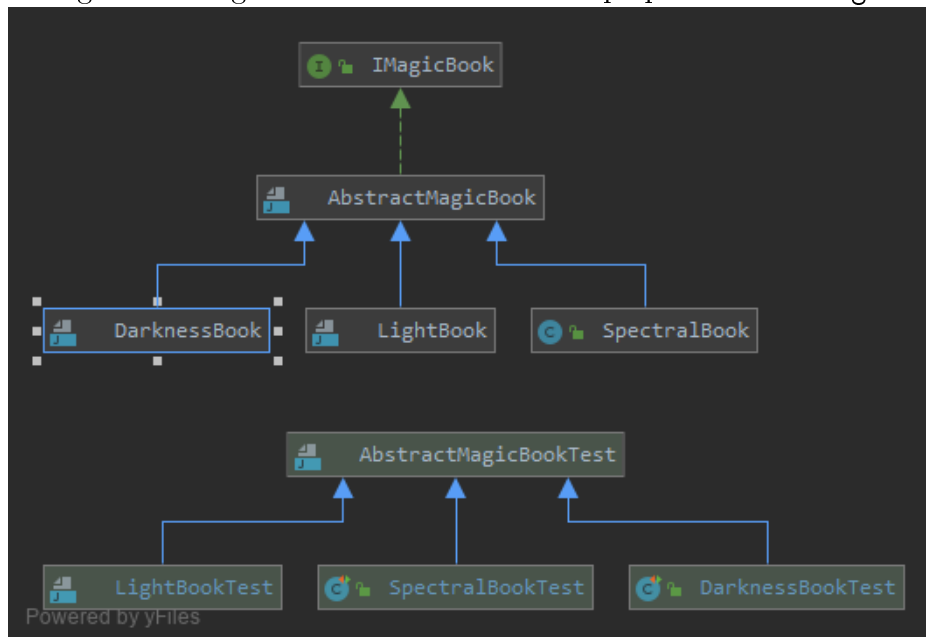 IMagicBook
AbstractMagicBook
DarknessBook
LightBook
SpectralBook
AbstractMagicBookTest
LightBookTest
SpectralBookTest
DarknessBookTest
Powered by yFiles